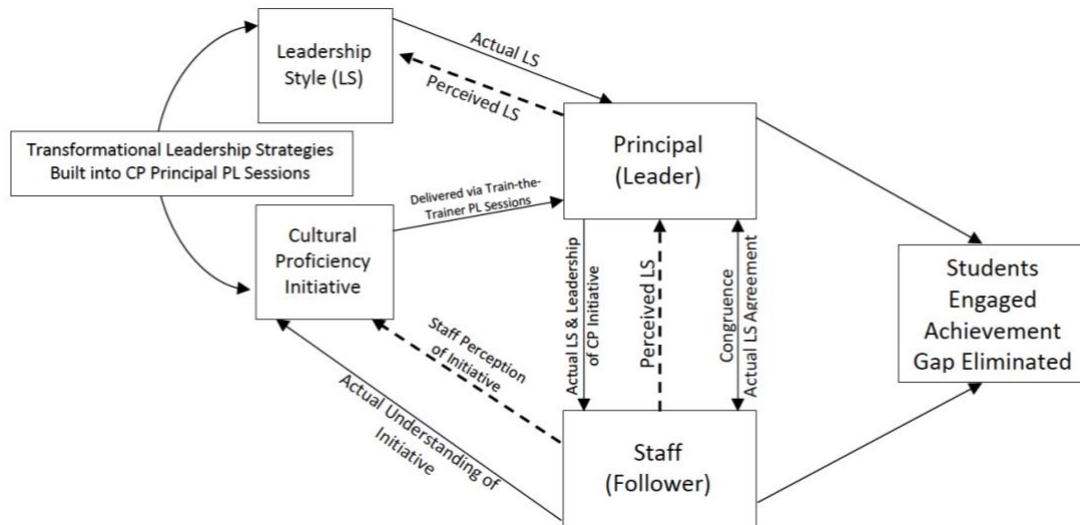 Leadership
Style (LS)
Actual LS
Perceived LS
Transformational Leadership Strategies
Built into CP Principal PL Sessions
Principal
(Leader)
Delivered via Train-the-
Trainer PL Sessions
Cultural
Proficiency
Initiative
Actual LS & Leadership
of CP Initiative
Perceived LS
Congruence
Actual LS Agreement
Students
Engaged
Achievement
Gap Eliminated
Staff Perception
of Initiative
Actual Understanding of
Initiative
Staff
(Follower)